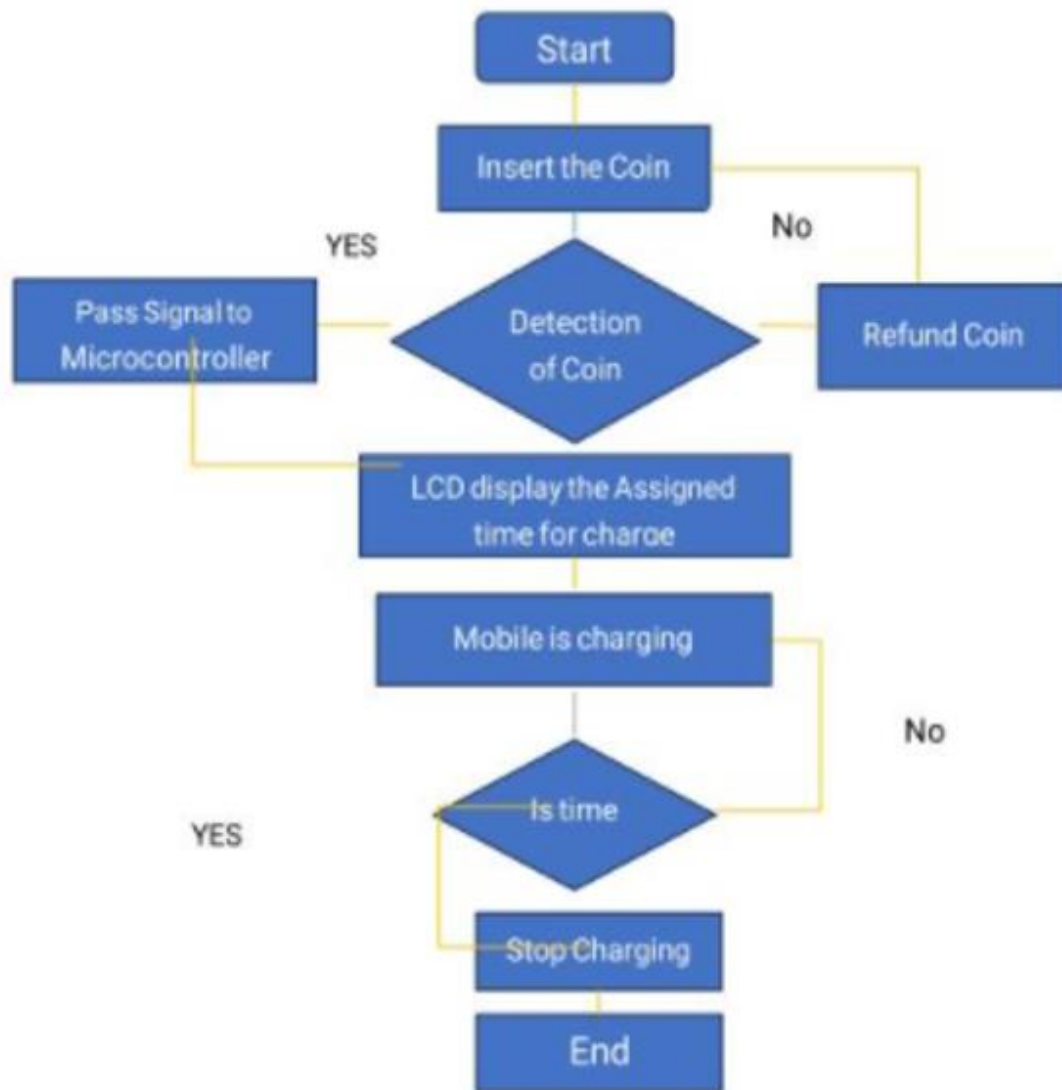 Start
Insert the Coin
No
YES
Pass Signal to
Microcontroller
Detection
of Coin
Refund Coin
LCD display the Assigned
time for charge
Mobile is charging
No
Is time
YES
Stop Charging
End